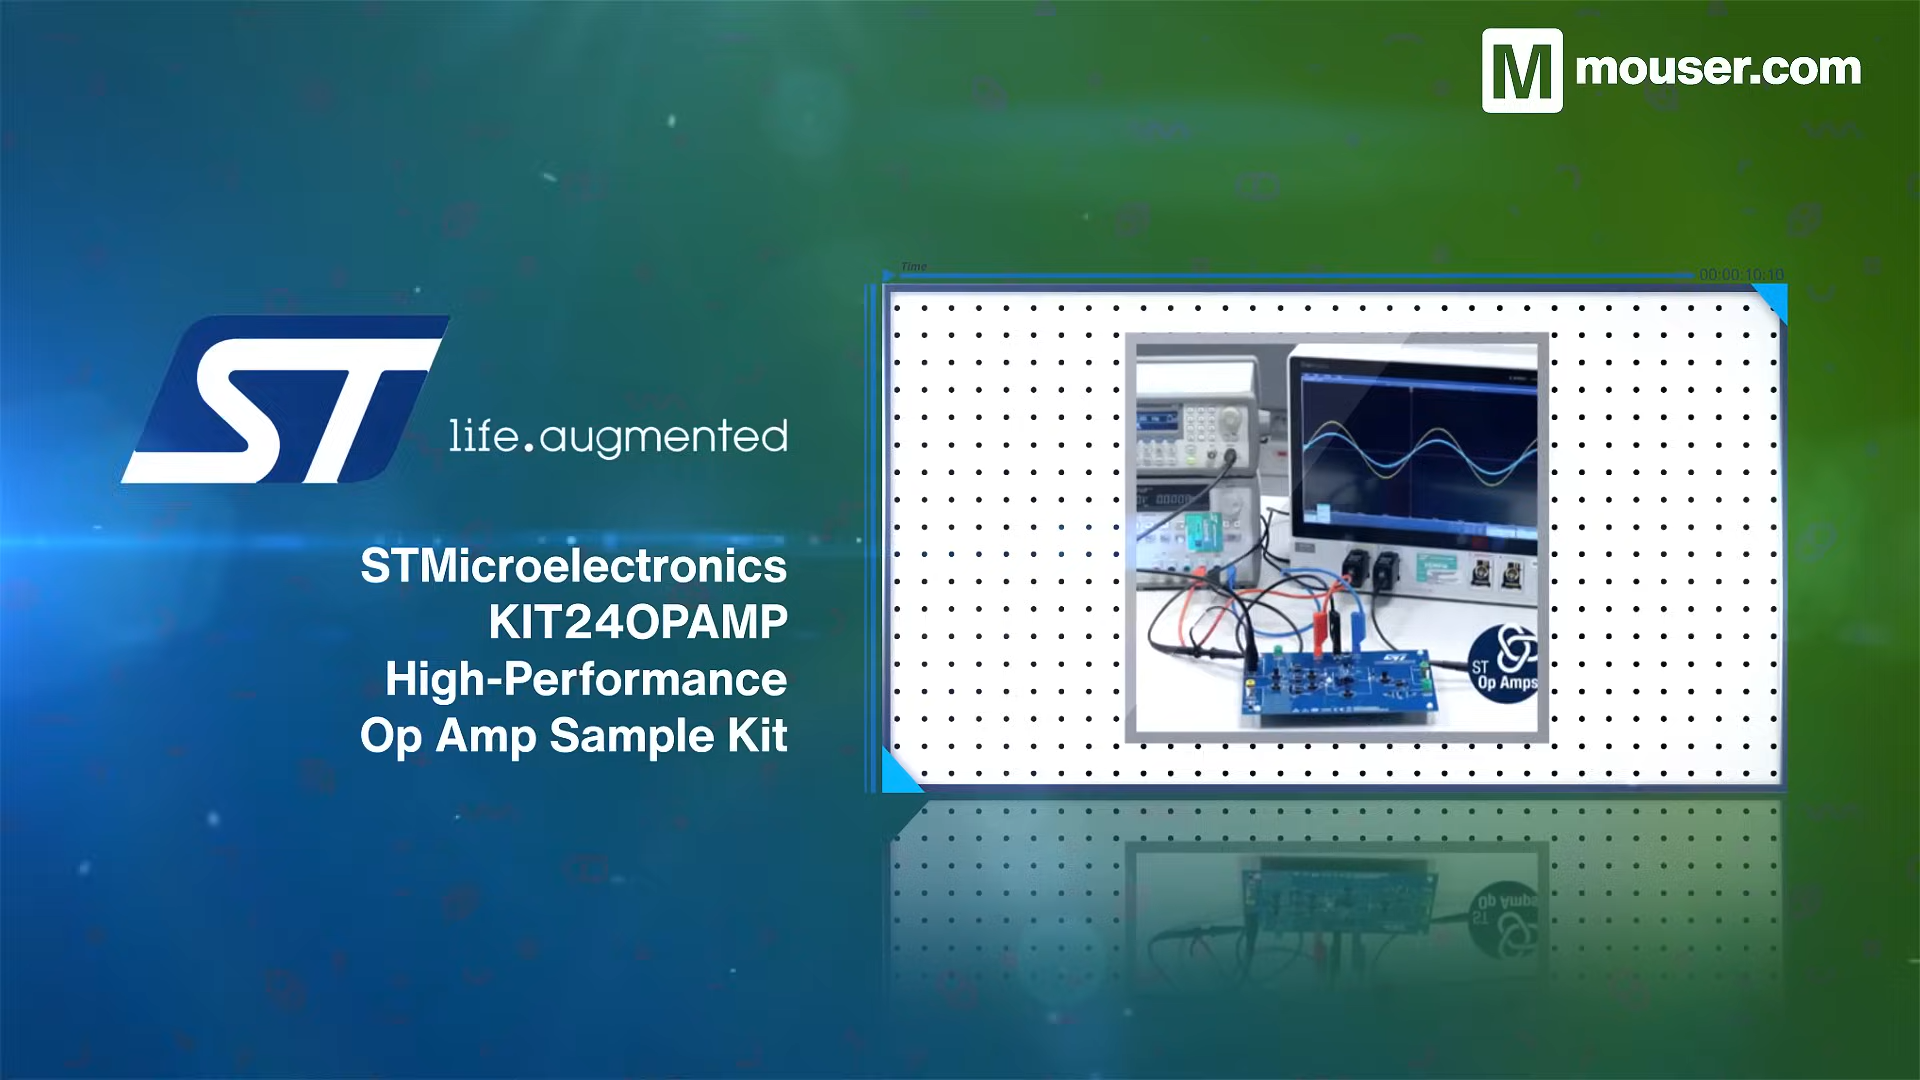 M mouser.com
Time
00:00:10:10
ST
life.augmented
STMicroelectronics
KIT24OPAMP
High-Performance
Op Amp Sample Kit
ST
Op Amps